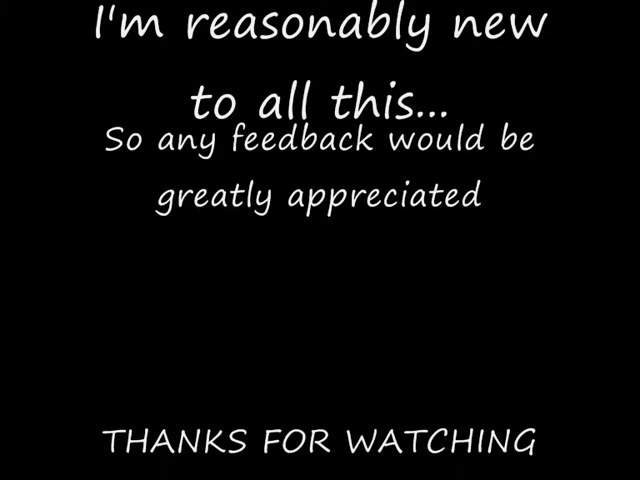 I'm reasonably new
to all this...
So any feedback would be
greatly appreciated
THANKS FOR WATCHING